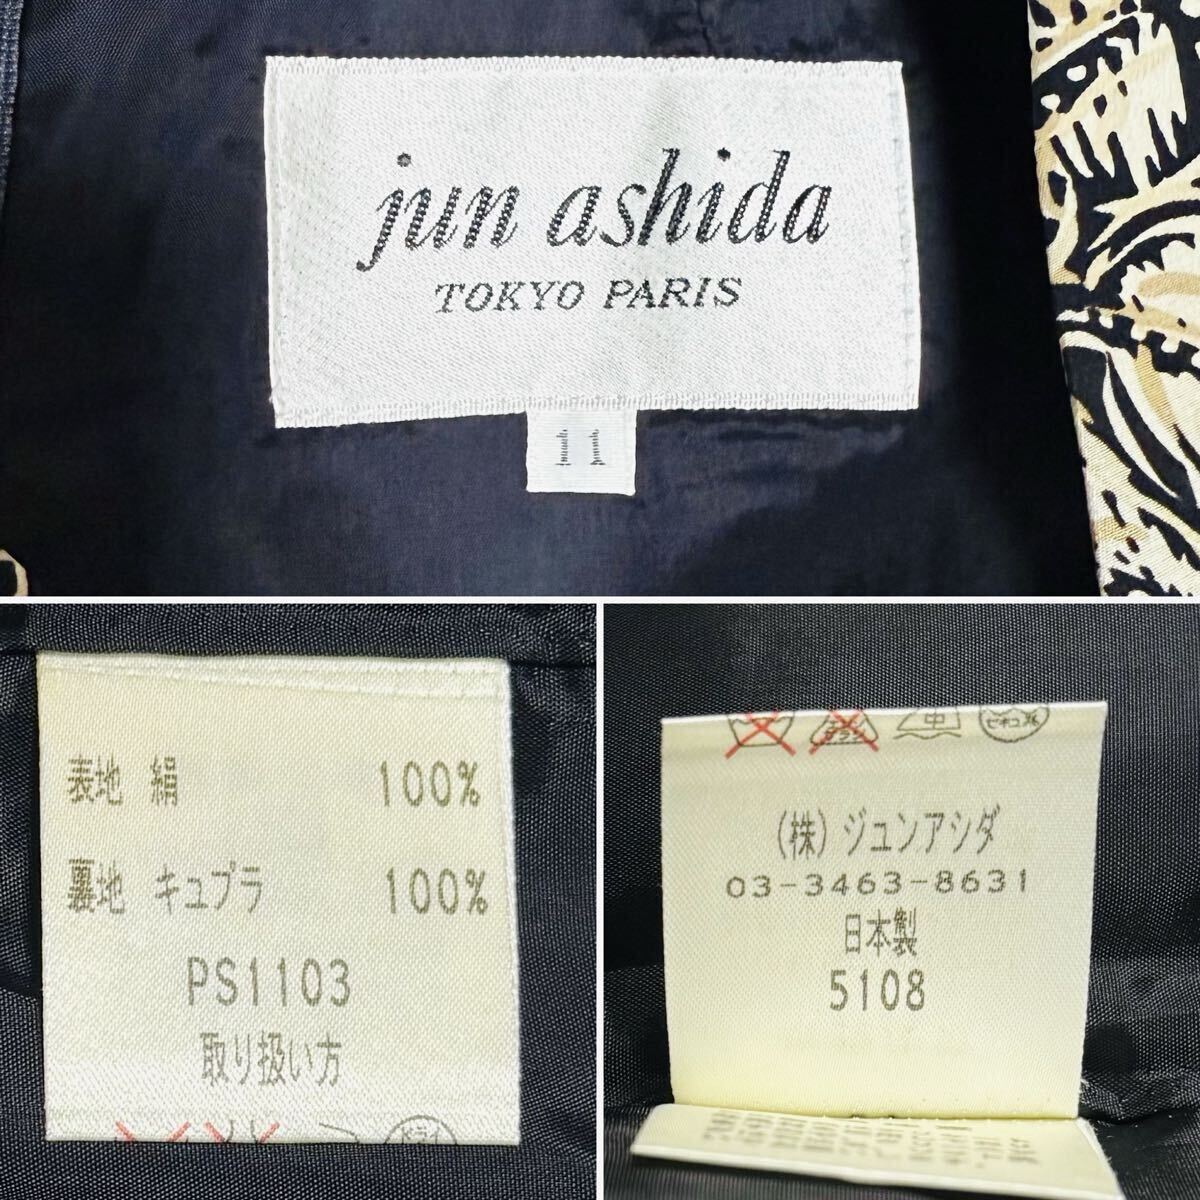 jun ashida
TOKYO PARIS
11
表地 絹 100%
裏地 キュプラ 100%
PS1103
取り扱い方
(株)ジュンアシダ
03-3463-8631
日本製
5108